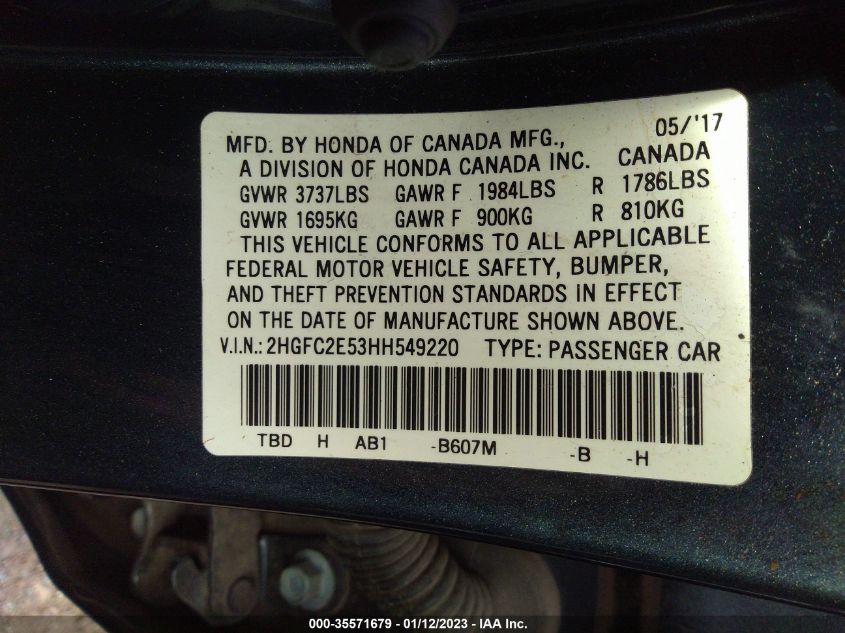 05/'17
MFD. BY HONDA OF CANADA MFG.,
A DIVISION OF HONDA CANADA INC. CANADA
GVWR 3737LBS GAWR F 1984LBS R 1786LBS
GVWR 1695KG GAWR F 900KG R 810KG
THIS VEHICLE CONFORMS TO ALL APPLICABLE
FEDERAL MOTOR VEHICLE SAFETY, BUMPER,
AND THEFT PREVENTION STANDARDS IN EFFECT
ON THE DATE OF MANUFACTURE SHOWN ABOVE.
V.I.N.: 2HGFC2E53HH549220 TYPE: PASSENGER CAR
TBD H AB1 -B607M -B -H
000-35571679 - 01/12/2023 - IAA Inc.